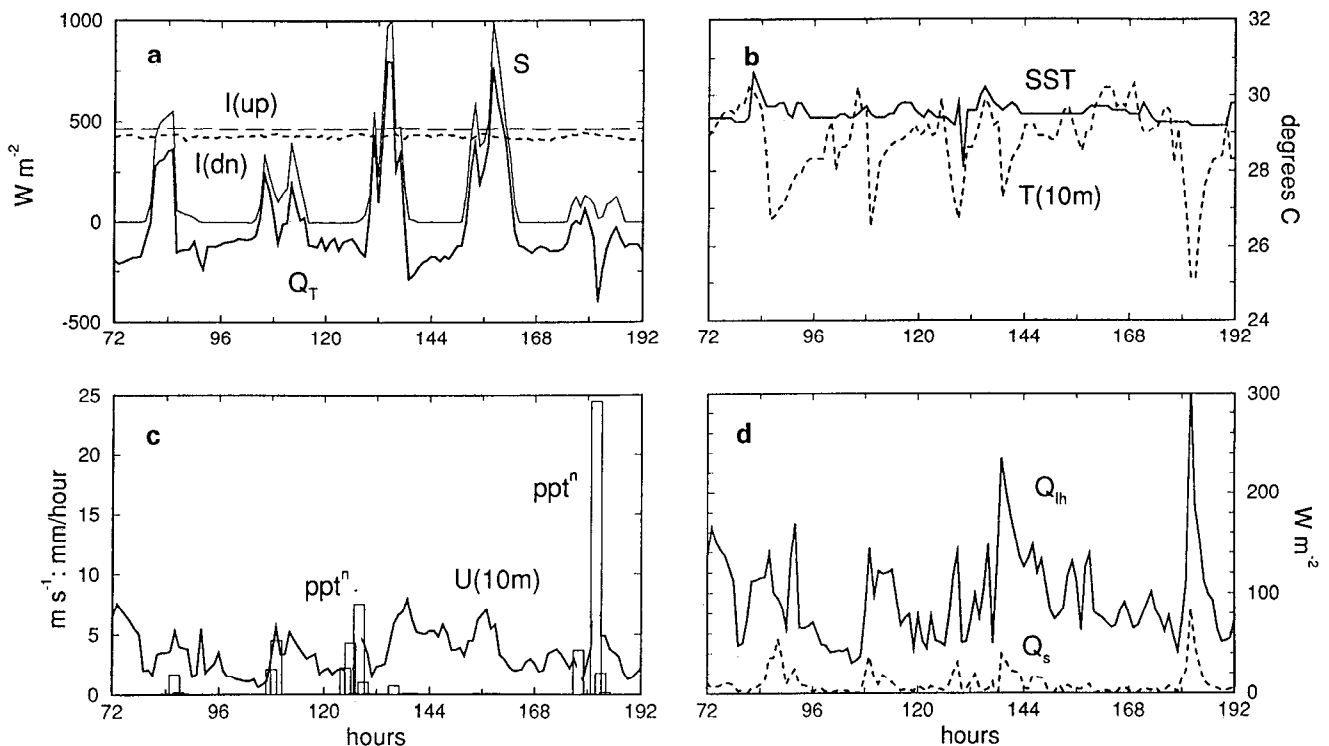 1000
500
0
-500
W m⁻²
a
S
I(up)
I(dn)
Q_T
72 96 120 144 168 192
b
SST
T(10m)
32
30
28
26
24
degrees C
72 96 120 144 168 192
25
20
15
10
5
0
m s⁻¹: mm/hour
c
pptⁿ
pptⁿ
U(10m)
72 96 120 144 168 192
hours
d
Q_lh
Q_s
300
200
100
0
W m⁻²
72 96 120 144 168 192
hours